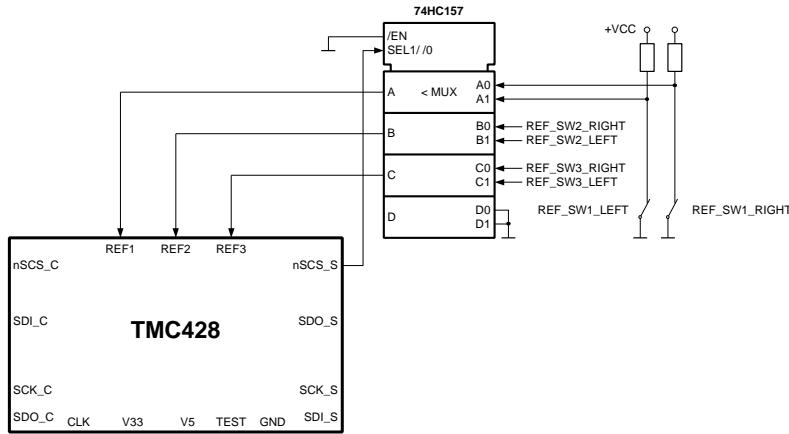 74HC157
/EN
SEL1/ /0
+VCC
A < MUX A0
A1
B B0 REF_SW2_RIGHT
B1 REF_SW2_LEFT
C C0 REF_SW3_RIGHT
C1 REF_SW3_LEFT
D D0
D1
REF_SW1_LEFT REF_SW1_RIGHT
REF1 REF2 REF3
nSCS_C nSCS_S
SDI_C SDO_S
TMC428
SCK_C SCK_S
SDO_C CLK V33 V5 TEST GND SDI_S